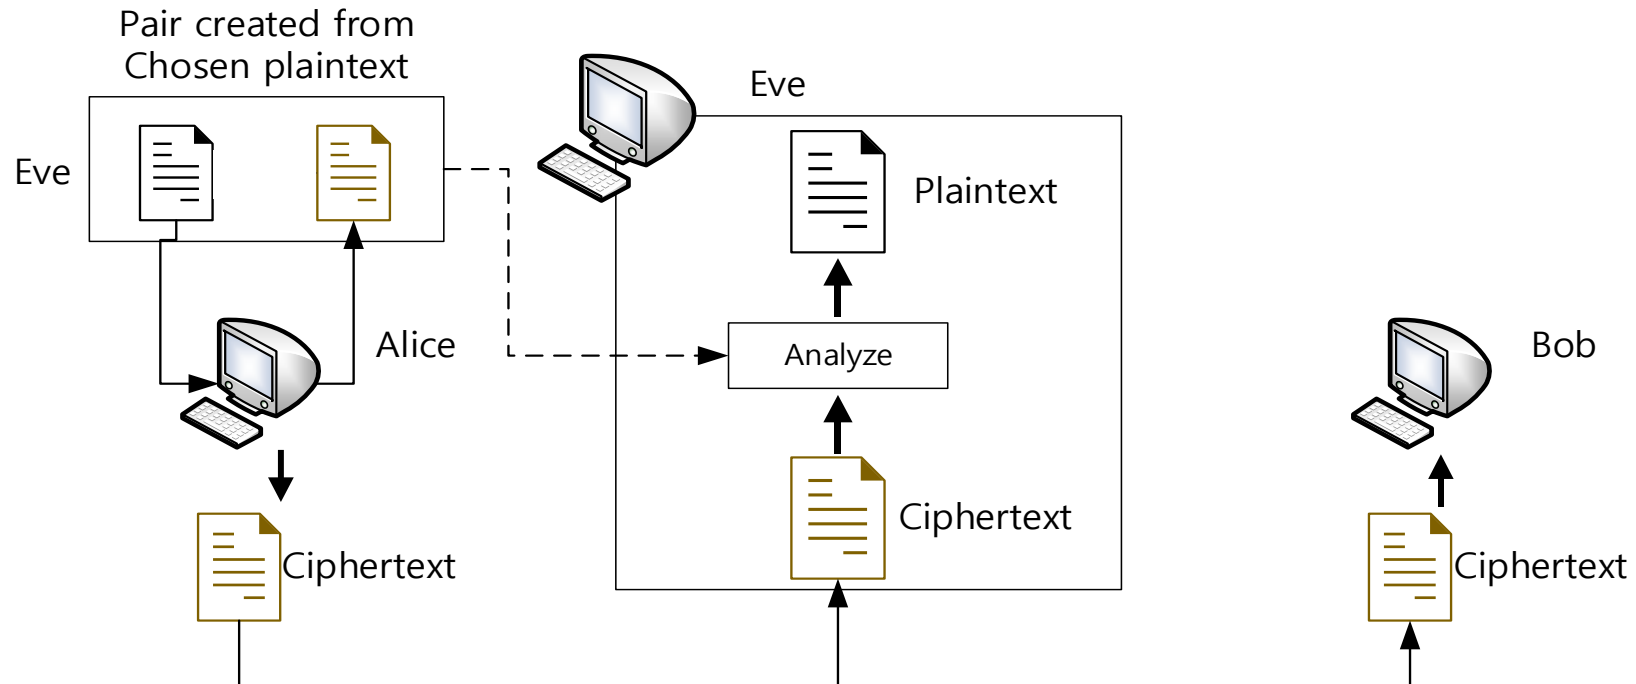 Pair created from
Chosen plaintext
Eve
Eve
Plaintext
Alice
Analyze
Bob
Ciphertext
Ciphertext
Ciphertext